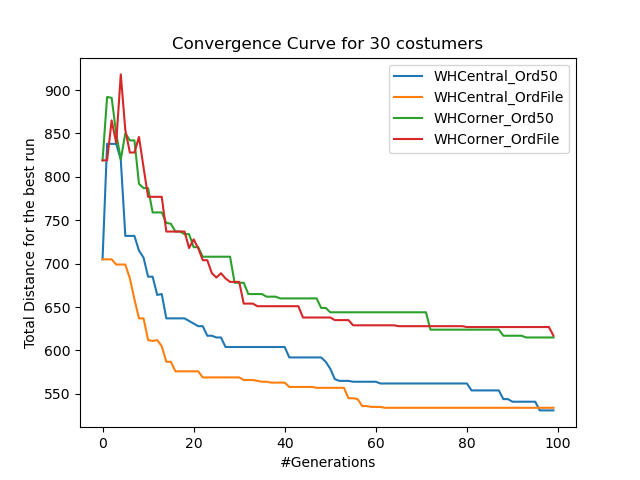 Convergence Curve for 30 costumers
WHCentral_Ord50
WHCentral_OrdFile
WHCorner_Ord50
WHCorner_OrdFile
Total Distance for the best run
900
850
800
750
700
650
600
550
0
20
40
60
80
100
#Generations